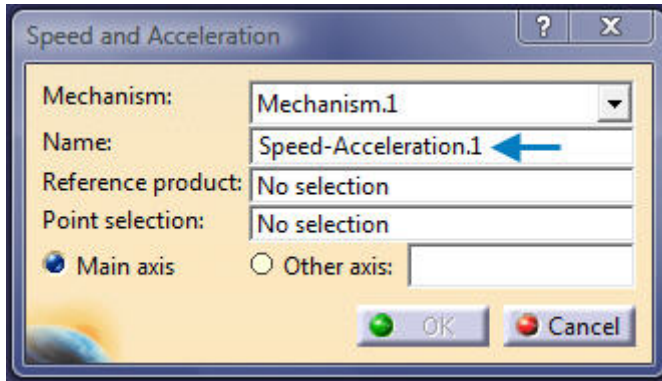 Speed and Acceleration ? X
Mechanism: Mechanism.1
Name: Speed-Acceleration.1
Reference product: No selection
Point selection: No selection
Main axis Other axis:
OK Cancel